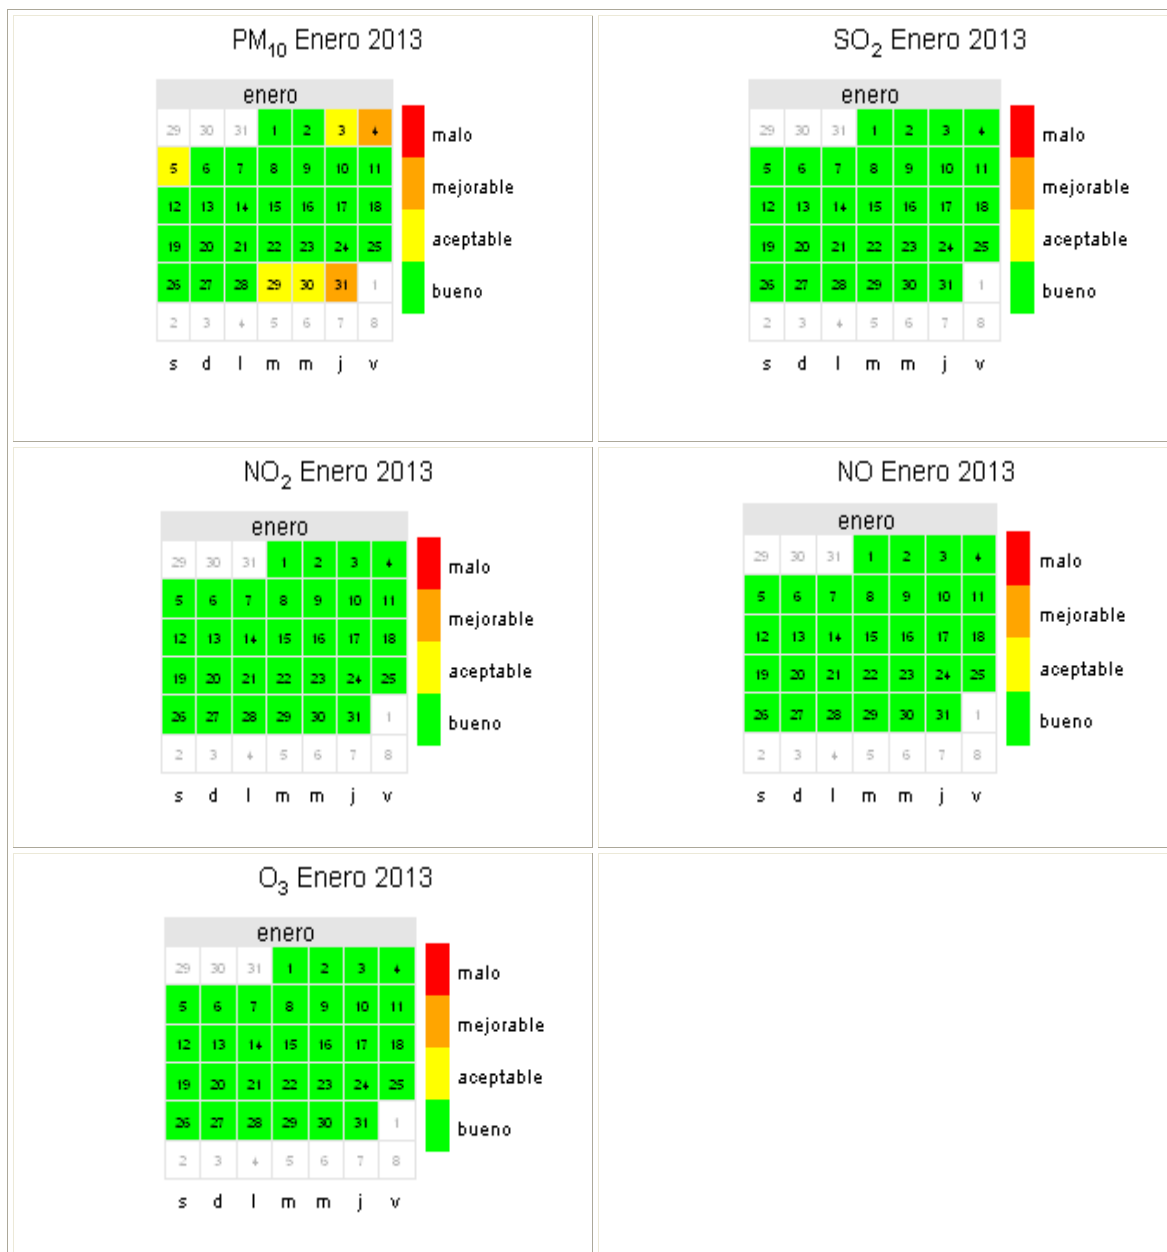 PM10 Enero 2013
enero
29 30 31 1 2 3 4
malo
5 6 7 8 9 10 11
mejorable
12 13 14 15 16 17 18
19 20 21 22 23 24 25
aceptable
26 27 28 29 30 31 1
bueno
2 3 4 5 6 7 8
s d l m m j v
SO2 Enero 2013
enero
29 30 31 1 2 3 4
malo
5 6 7 8 9 10 11
mejorable
12 13 14 15 16 17 18
19 20 21 22 23 24 25
aceptable
26 27 28 29 30 31 1
bueno
2 3 4 5 6 7 8
s d l m m j v
NO2 Enero 2013
enero
29 30 31 1 2 3 4
malo
5 6 7 8 9 10 11
mejorable
12 13 14 15 16 17 18
19 20 21 22 23 24 25
aceptable
26 27 28 29 30 31 1
bueno
2 3 4 5 6 7 8
s d l m m j v
NO Enero 2013
enero
29 30 31 1 2 3 4
malo
5 6 7 8 9 10 11
mejorable
12 13 14 15 16 17 18
19 20 21 22 23 24 25
aceptable
26 27 28 29 30 31 1
bueno
2 3 4 5 6 7 8
s d l m m j v
O3 Enero 2013
enero
29 30 31 1 2 3 4
malo
5 6 7 8 9 10 11
mejorable
12 13 14 15 16 17 18
19 20 21 22 23 24 25
aceptable
26 27 28 29 30 31 1
bueno
2 3 4 5 6 7 8
s d l m m j v